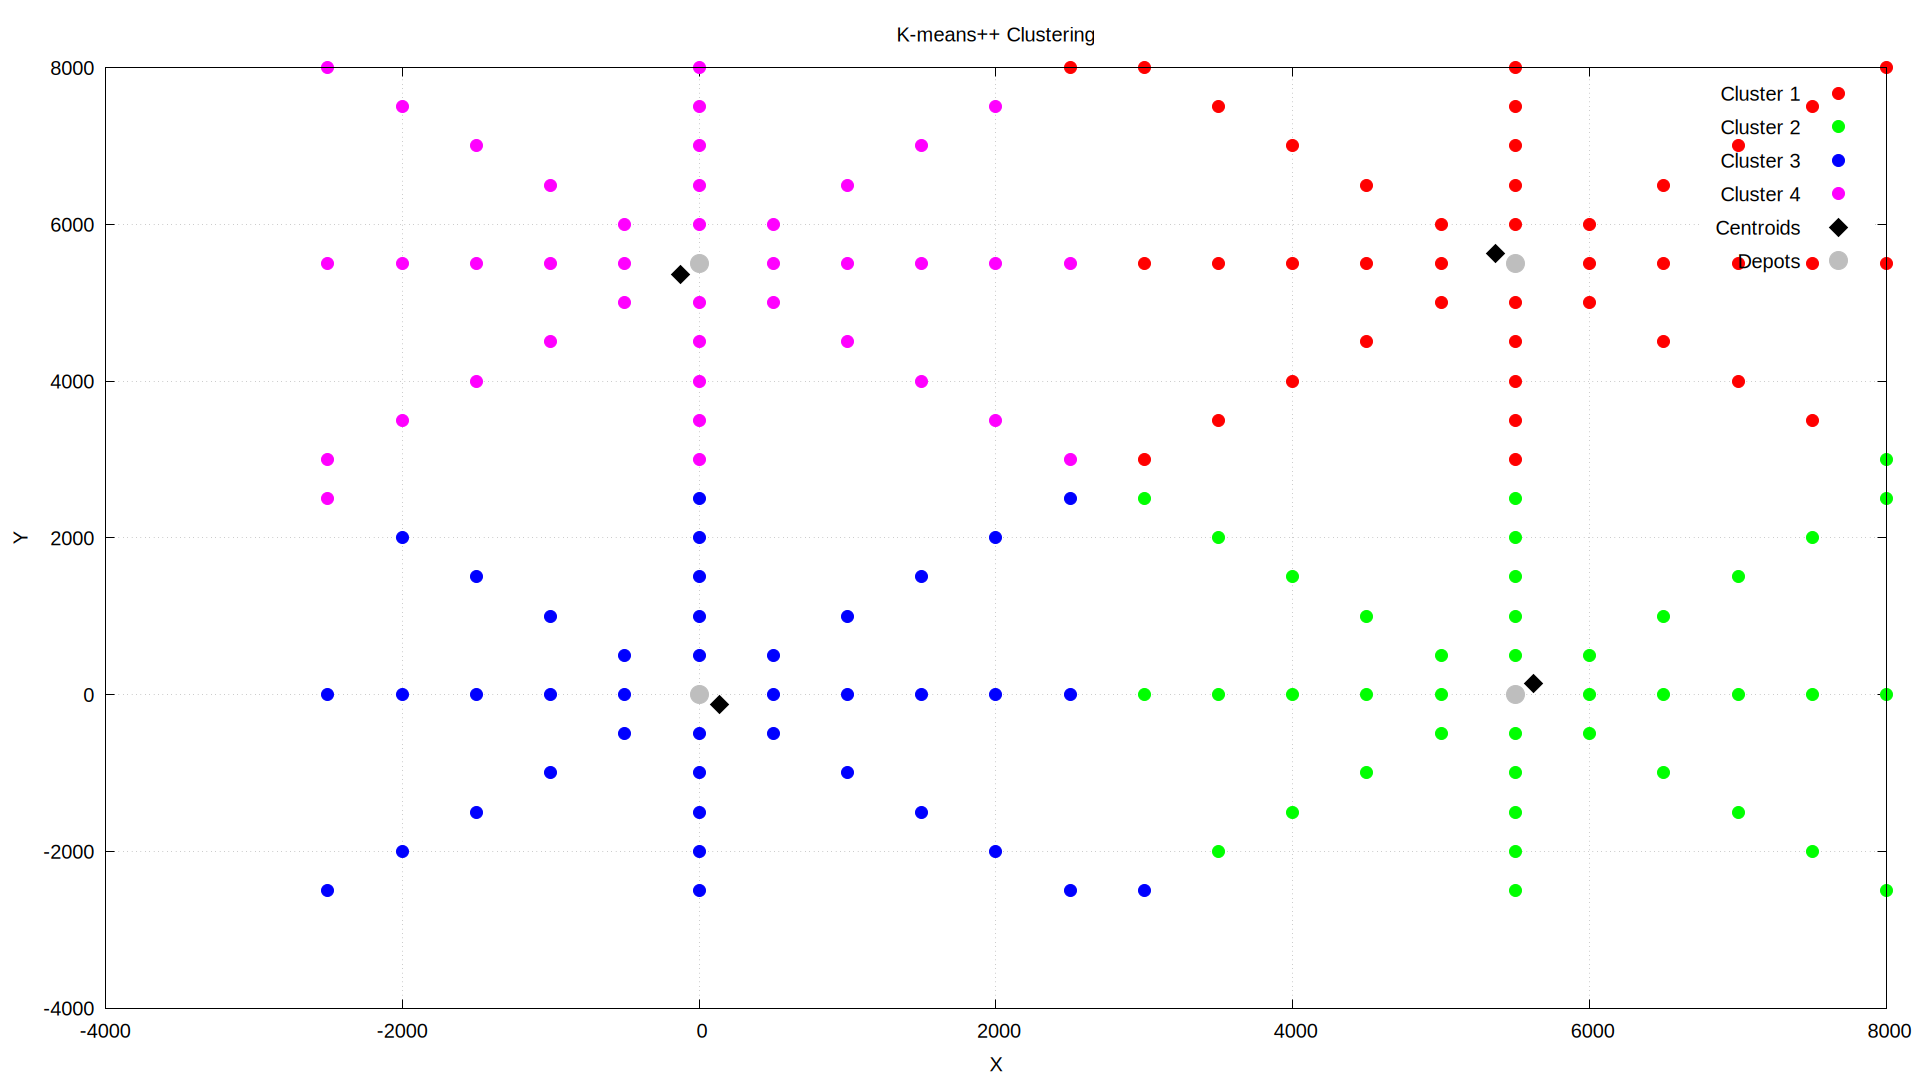 K-means++ Clustering
8000
Cluster 1
Cluster 2
Cluster 3
Cluster 4
Centroids
Depots
6000
4000
2000
0
-2000
-4000
Y
-4000 -2000 0 2000 4000 6000 8000
X